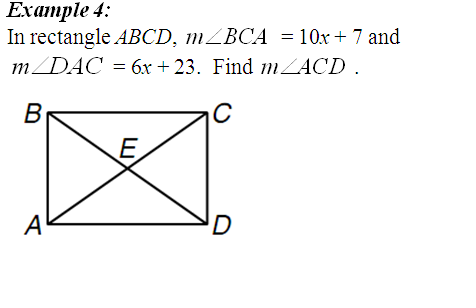 Example 4:
In rectangle ABCD, m∠BCA = 10x + 7 and
m∠DAC = 6x + 23. Find m∠ACD .
B C
E
A D